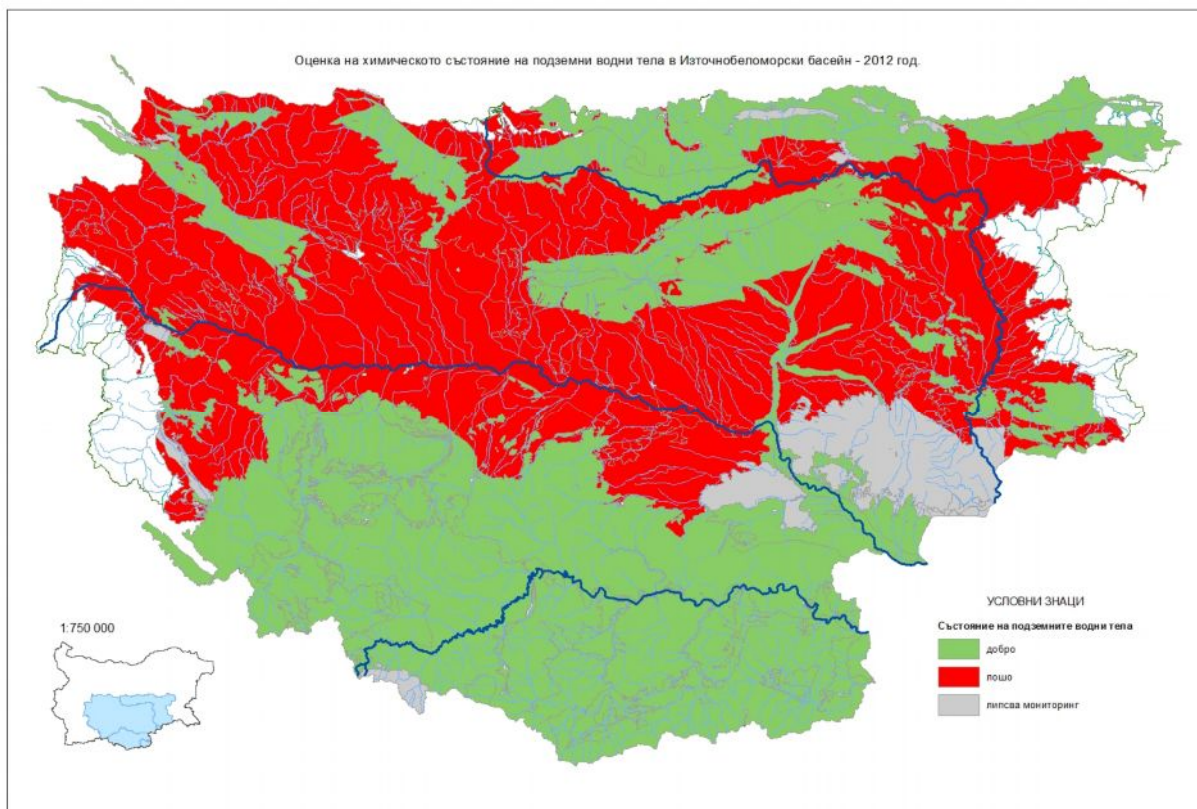 Оценка на химическото състояние на подземни водни тела в Източнобеломорски басейн - 2012 год.
1:750 000
УСЛОВНИ ЗНАЦИ
Състояние на подземните водни тела
добро
лошо
липсва мониторинг